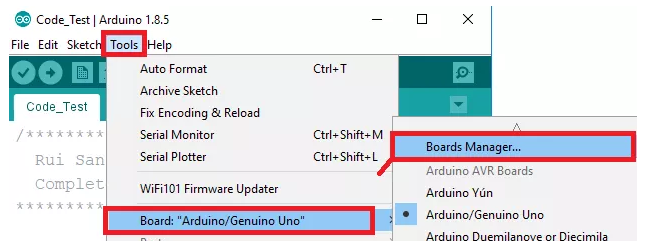 Code_Test | Arduino 1.8.5
File Edit Sketch Tools Help
Code_Test
Auto Format Ctrl+T
Archive Sketch
Fix Encoding & Reload
Serial Monitor Ctrl+Shift+M
Serial Plotter Ctrl+Shift+L
WiFi101 Firmware Updater
Board: "Arduino/Genuino Uno"
/*********
Rui San
Complet
*********
Boards Manager...
Arduino AVR Boards
Arduino Yún
Arduino/Genuino Uno
Arduino Duemilanove or Diecimila